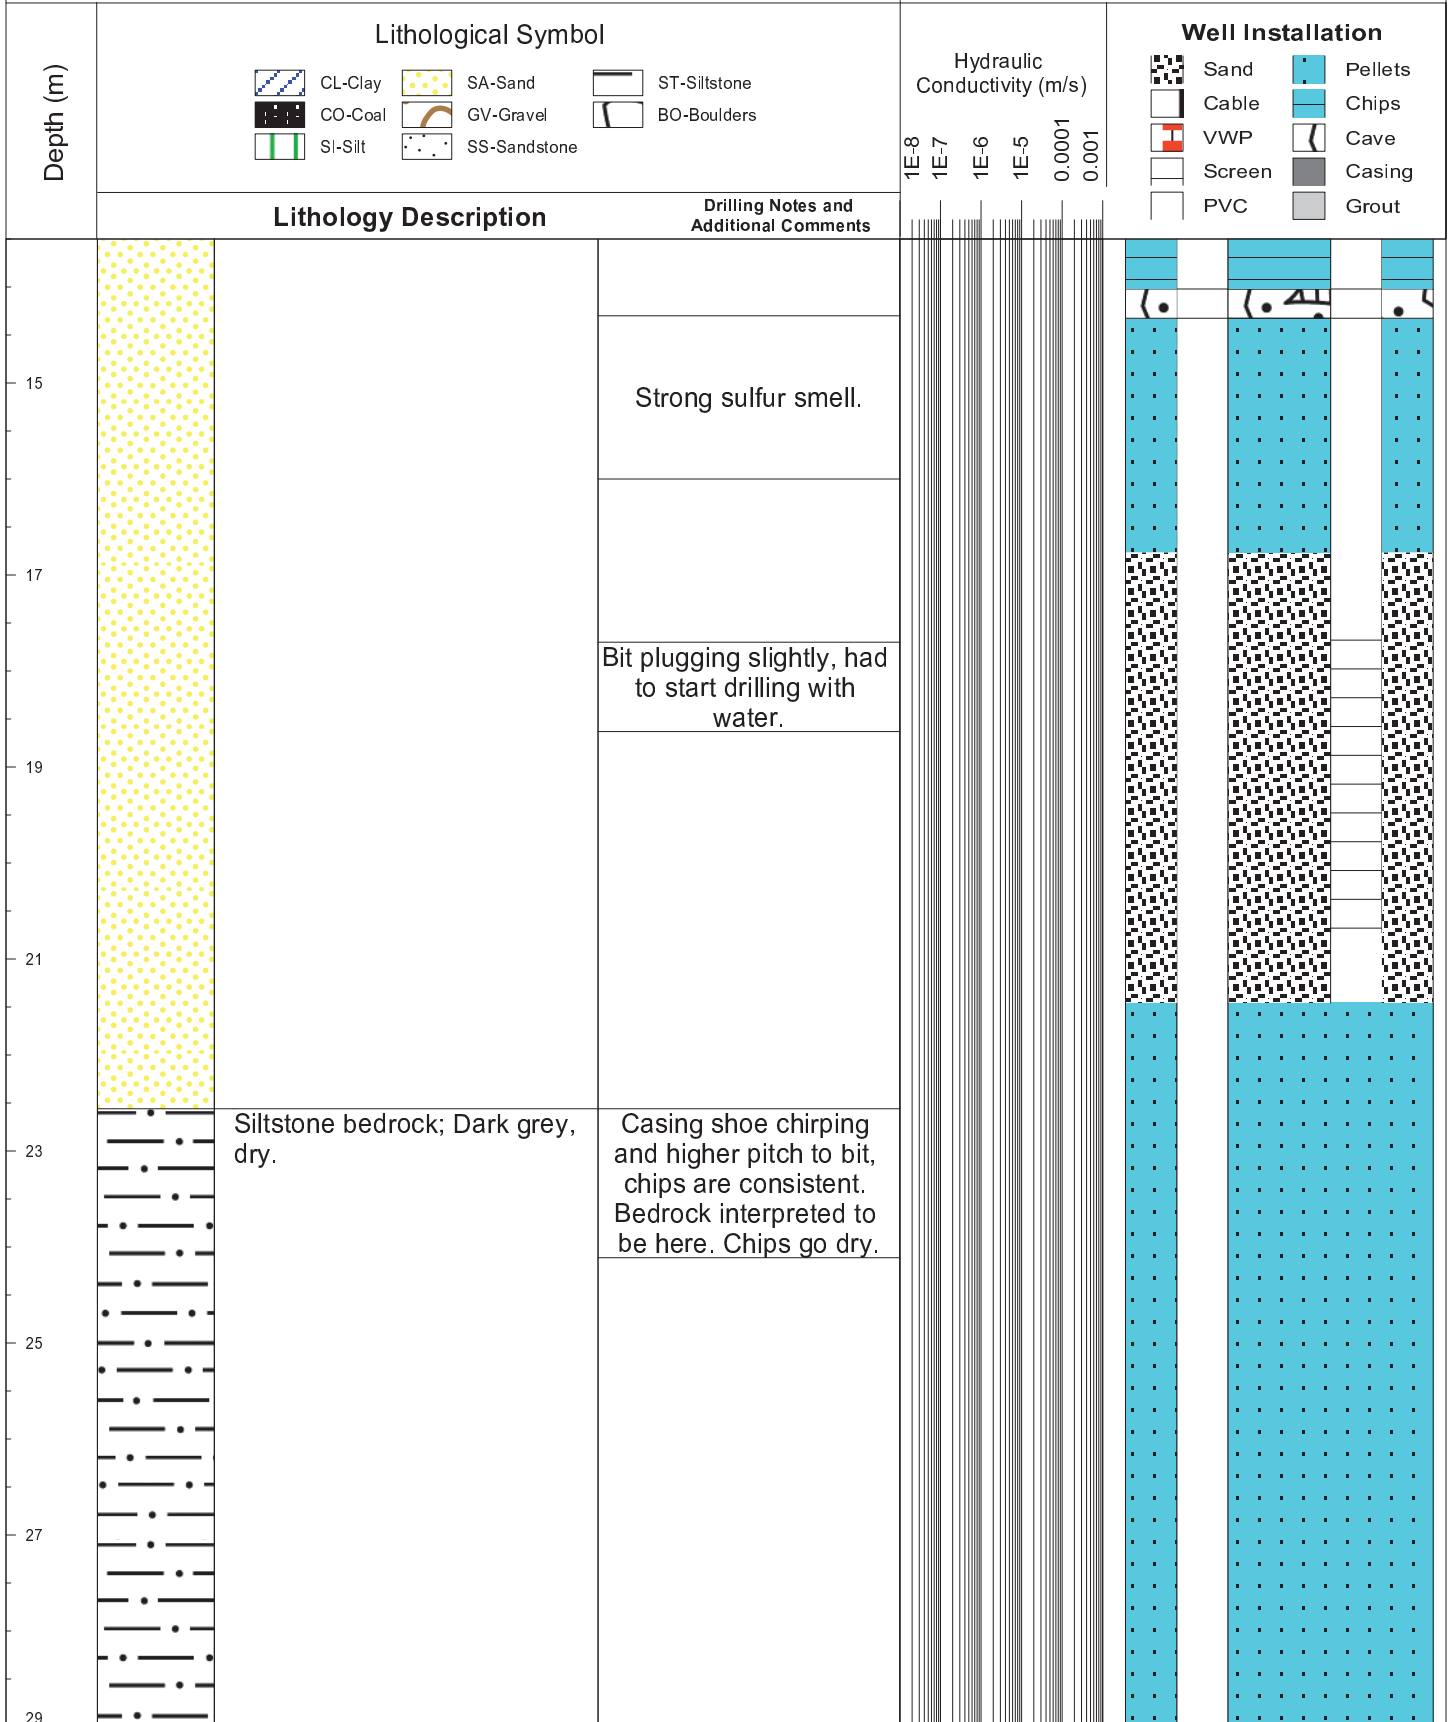 Depth (m)
Lithological Symbol
CL-Clay
SA-Sand
ST-Siltstone
CO-Coal
GV-Gravel
BO-Boulders
SI-Silt
SS-Sandstone
Lithology Description
Drilling Notes and
Additional Comments
Hydraulic
Conductivity (m/s)
1E-8
1E-7
1E-6
1E-5
0.0001
0.001
Well Installation
Sand
Pellets
Cable
Chips
VWP
Cave
Screen
Casing
PVC
Grout
15
Strong sulfur smell.
17
Bit plugging slightly, had
to start drilling with
water.
19
21
Siltstone bedrock; Dark grey,
dry.
Casing shoe chirping
and higher pitch to bit,
chips are consistent.
Bedrock interpreted to
be here. Chips go dry.
23
25
27
29